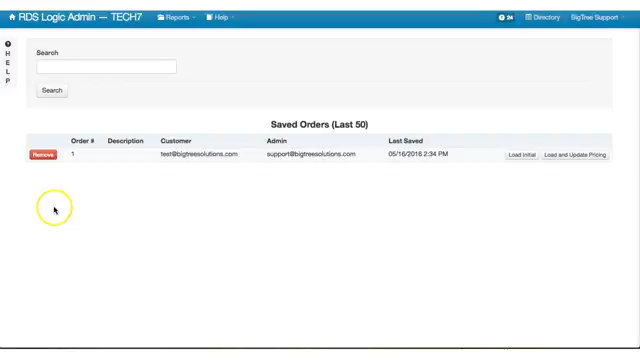 RDS Logic Admin — TECH7 Reports Help 24 Directory BigTree Support
HELP
Search
Search
Saved Orders (Last 50)
Order # Description Customer Admin Last Saved
Remove 1 test@bigtreesolutions.com support@bigtreesolutions.com 05/16/2016 2:34 PM Load Initial Load and Update Pricing